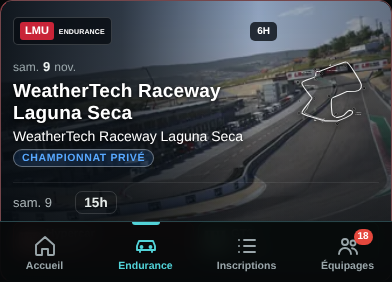 LMU ENDURANCE
6H
sam. 9 nov.
WeatherTech Raceway
Laguna Seca
WeatherTech Raceway Laguna Seca
CHAMPIONNAT PRIVÉ
sam. 9 15h
18
Accueil Endurance Inscriptions Équipages